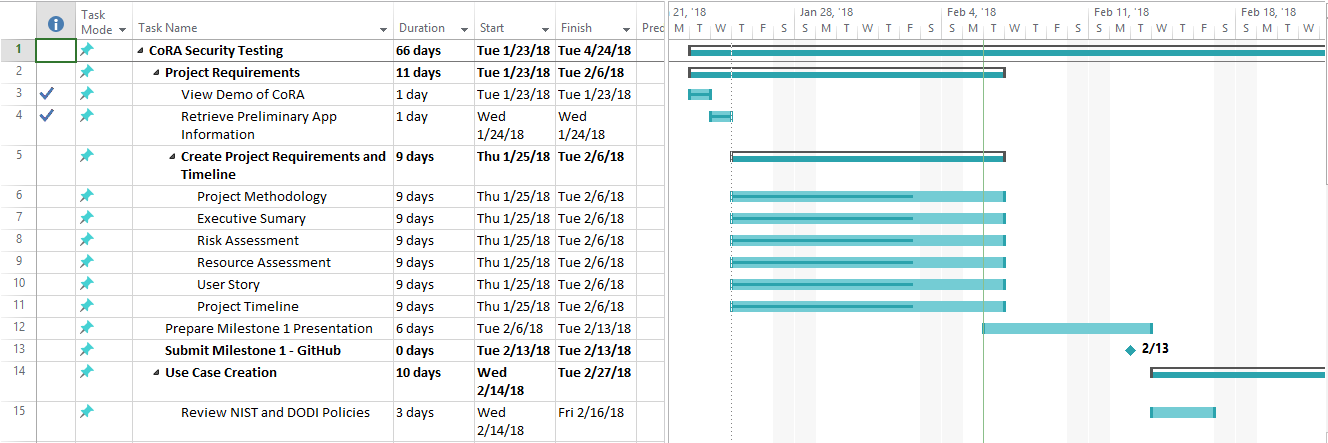 Task
Mode Task Name Duration Start Finish Pred
21, '18 Jan 28, '18 Feb 4, '18 Feb 11, '18 Feb 18, '18
M T W T F S S M T W T F S S M T W T F S S M T W T F S S M T W
1 CoRA Security Testing 66 days Tue 1/23/18 Tue 4/24/18
2 Project Requirements 11 days Tue 1/23/18 Tue 2/6/18
3 View Demo of CoRA 1 day Tue 1/23/18 Tue 1/23/18
4 Retrieve Preliminary App 1 day Wed Wed
Information 1/24/18 1/24/18
5 Create Project Requirements and 9 days Thu 1/25/18 Tue 2/6/18
Timeline
6 Project Methodology 9 days Thu 1/25/18 Tue 2/6/18
7 Executive Sumary 9 days Thu 1/25/18 Tue 2/6/18
8 Risk Assessment 9 days Thu 1/25/18 Tue 2/6/18
9 Resource Assessment 9 days Thu 1/25/18 Tue 2/6/18
10 User Story 9 days Thu 1/25/18 Tue 2/6/18
11 Project Timeline 9 days Thu 1/25/18 Tue 2/6/18
12 Prepare Milestone 1 Presentation 6 days Tue 2/6/18 Tue 2/13/18
13 Submit Milestone 1 - GitHub 0 days Tue 2/13/18 Tue 2/13/18 2/13
14 Use Case Creation 10 days Wed Tue 2/27/18
2/14/18
15 Review NIST and DODI Policies 3 days Wed Fri 2/16/18
2/14/18